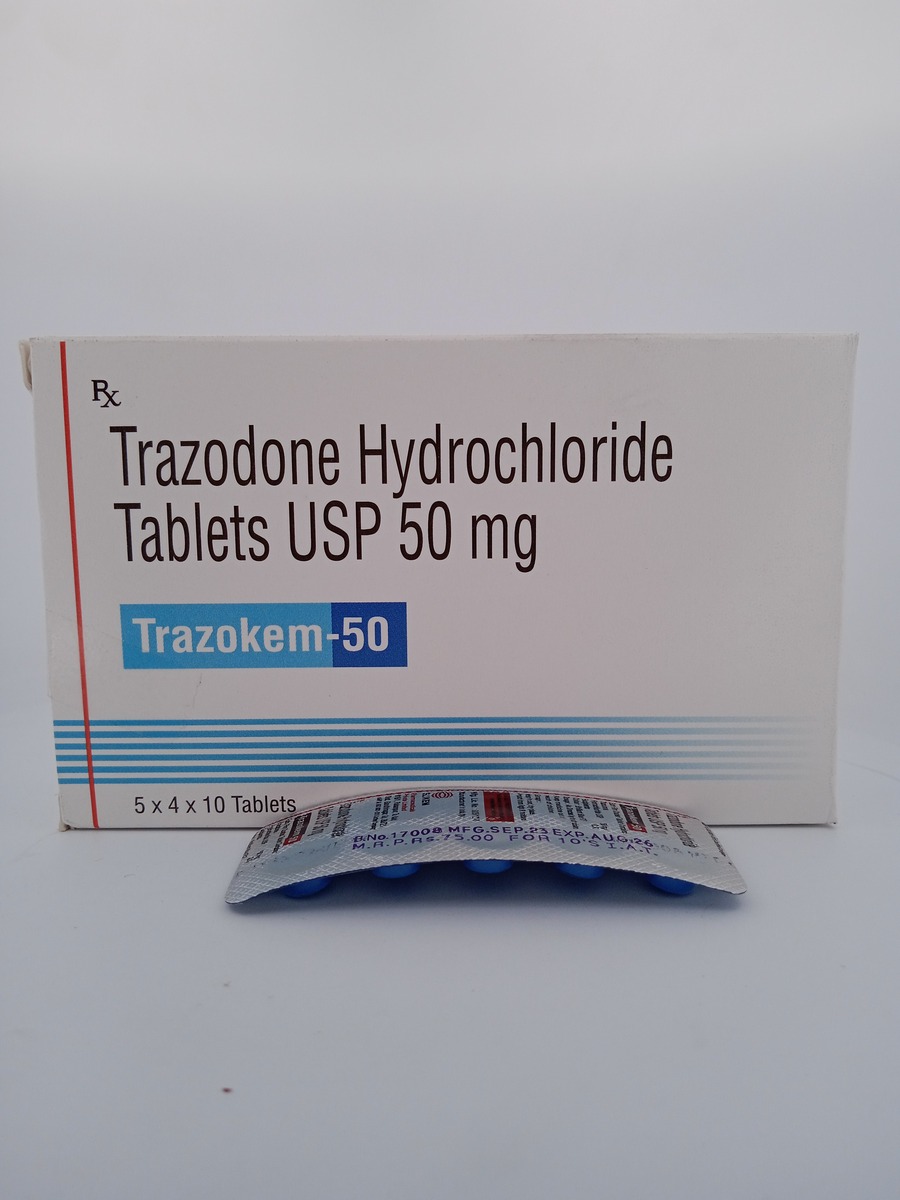 Rx
Trazodone Hydrochloride
Tablets USP 50 mg
Trazokem-50
5 x 4 x 10 Tablets
B.No.17008 MFG.SEP.23 EXP.AUG.26
M.R.P.Rs.75.00 FOR 10'S I.A.T.